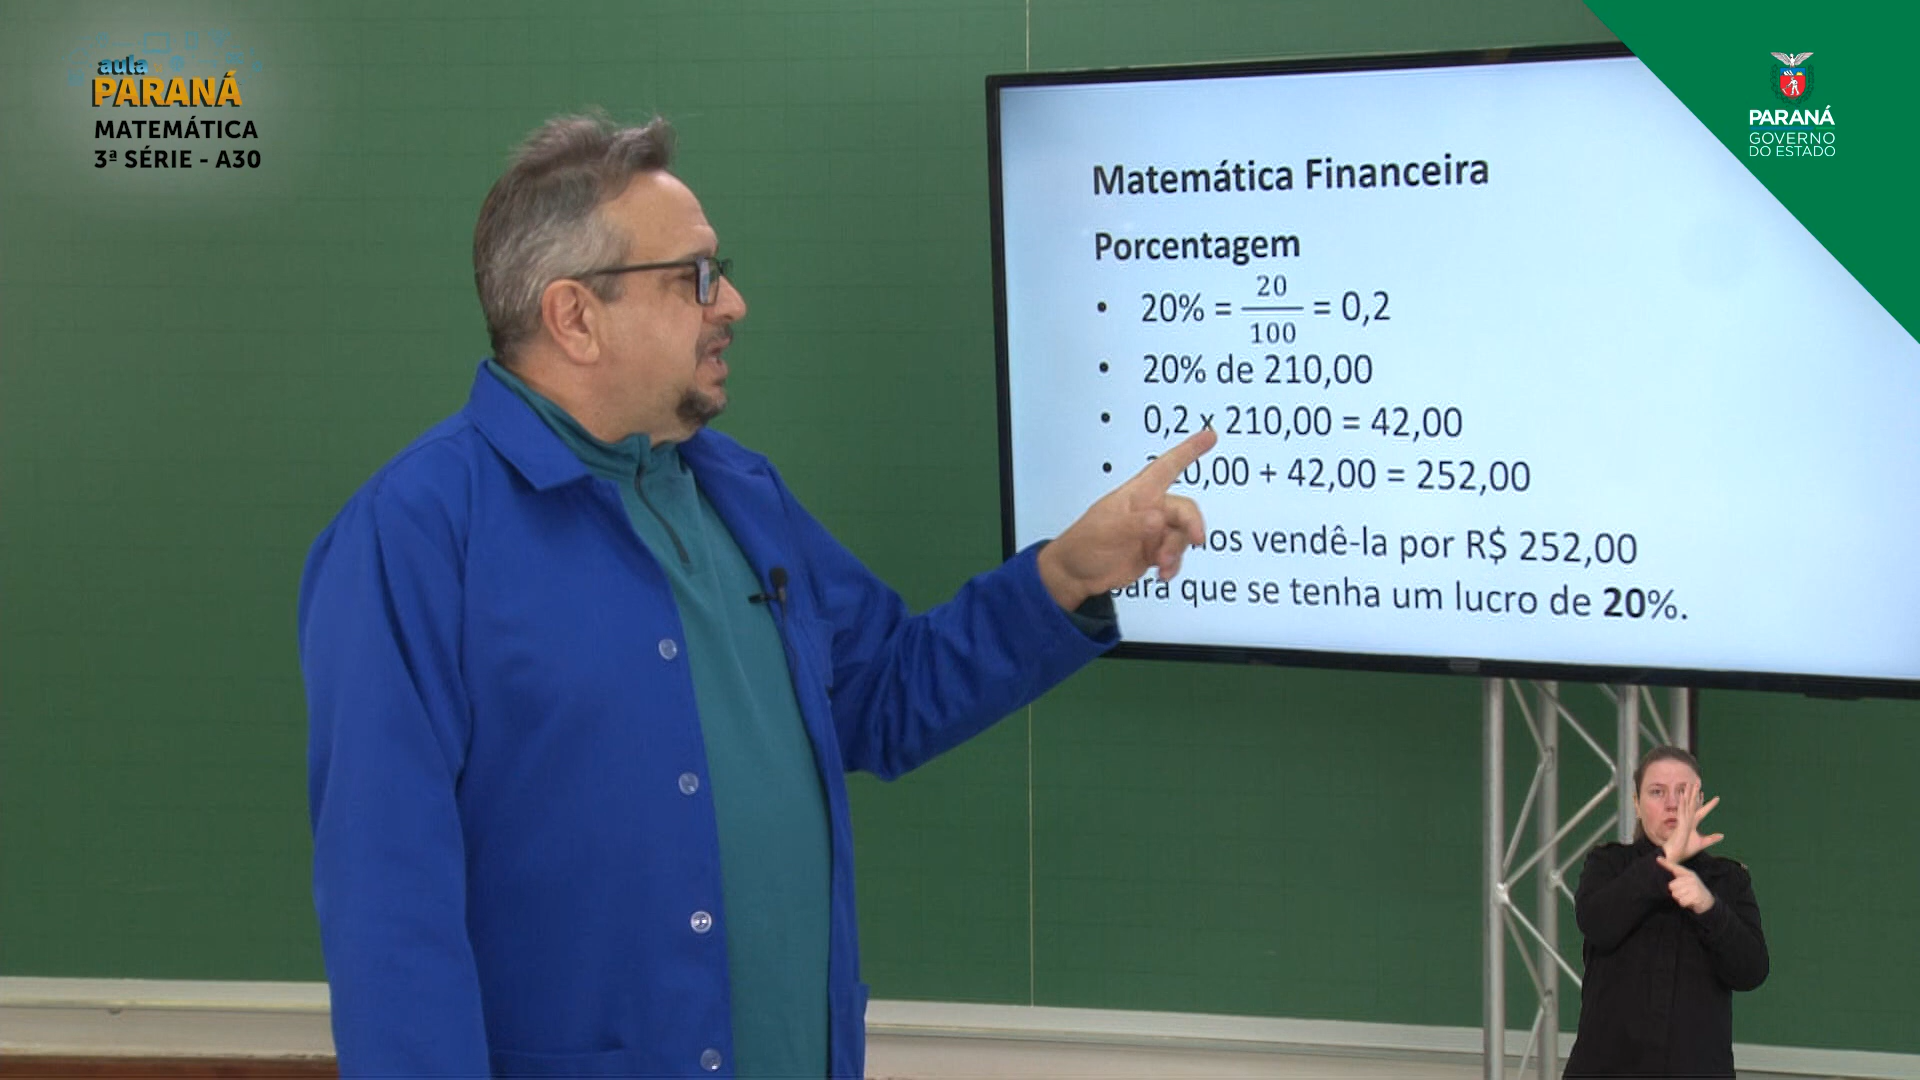 aula
PARANÁ
MATEMÁTICA
3ª SÉRIE - A30
PARANÁ
GOVERNO
DO ESTADO
Matemática Financeira
Porcentagem
• 20% = 20/100 = 0,2
• 20% de 210,00
• 0,2 x 210,00 = 42,00
• 0,00 + 42,00 = 252,00
vendê-la por R$ 252,00
que se tenha um lucro de 20%.